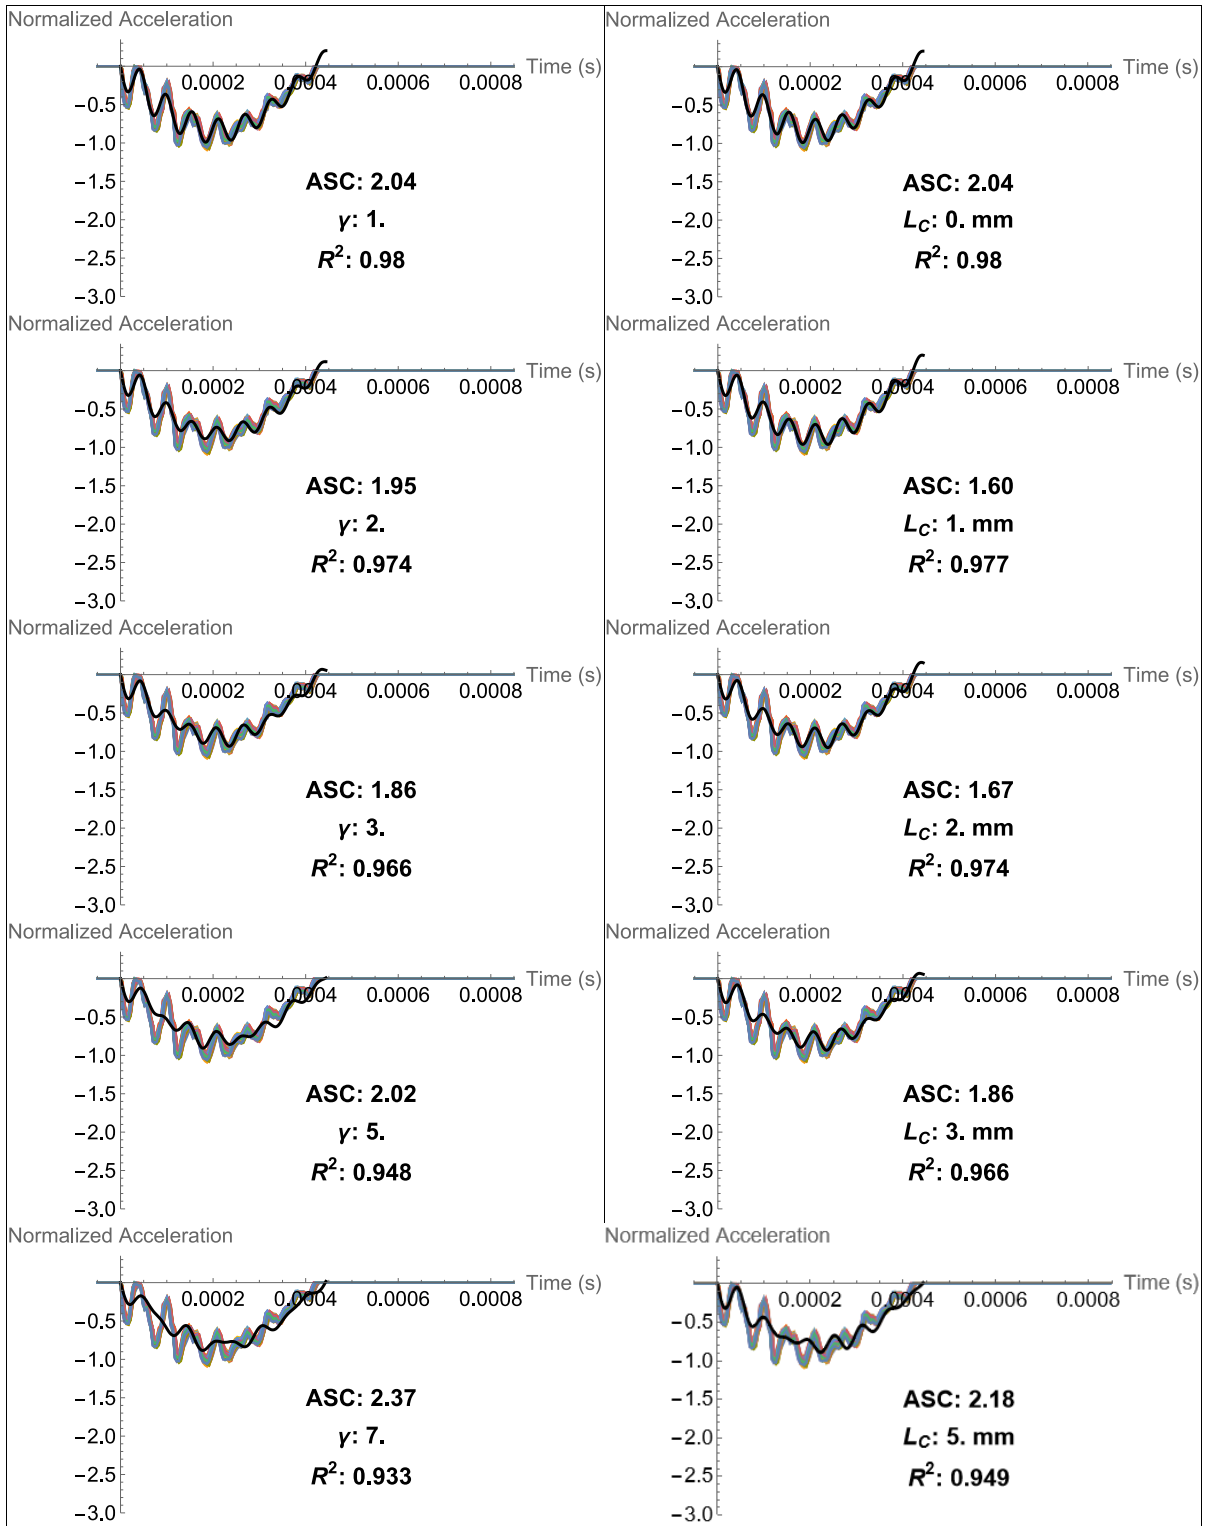 Normalized Acceleration
Time (s)
0.0002 0.0004 0.0006 0.0008
−0.5
−1.0
−1.5
−2.0
−2.5
−3.0
ASC: 2.04
γ: 1.
R²: 0.98
Normalized Acceleration
Time (s)
0.0002 0.0004 0.0006 0.0008
−0.5
−1.0
−1.5
−2.0
−2.5
−3.0
ASC: 2.04
L_C: 0. mm
R²: 0.98
Normalized Acceleration
Time (s)
0.0002 0.0004 0.0006 0.0008
−0.5
−1.0
−1.5
−2.0
−2.5
−3.0
ASC: 1.95
γ: 2.
R²: 0.974
Normalized Acceleration
Time (s)
0.0002 0.0004 0.0006 0.0008
−0.5
−1.0
−1.5
−2.0
−2.5
−3.0
ASC: 1.60
L_C: 1. mm
R²: 0.977
Normalized Acceleration
Time (s)
0.0002 0.0004 0.0006 0.0008
−0.5
−1.0
−1.5
−2.0
−2.5
−3.0
ASC: 1.86
γ: 3.
R²: 0.966
Normalized Acceleration
Time (s)
0.0002 0.0004 0.0006 0.0008
−0.5
−1.0
−1.5
−2.0
−2.5
−3.0
ASC: 1.67
L_C: 2. mm
R²: 0.974
Normalized Acceleration
Time (s)
0.0002 0.0004 0.0006 0.0008
−0.5
−1.0
−1.5
−2.0
−2.5
−3.0
ASC: 2.02
γ: 5.
R²: 0.948
Normalized Acceleration
Time (s)
0.0002 0.0004 0.0006 0.0008
−0.5
−1.0
−1.5
−2.0
−2.5
−3.0
ASC: 1.86
L_C: 3. mm
R²: 0.966
Normalized Acceleration
Time (s)
0.0002 0.0004 0.0006 0.0008
−0.5
−1.0
−1.5
−2.0
−2.5
−3.0
ASC: 2.37
γ: 7.
R²: 0.933
Normalized Acceleration
Time (s)
0.0002 0.0004 0.0006 0.0008
−0.5
−1.0
−1.5
−2.0
−2.5
−3.0
ASC: 2.18
L_C: 5. mm
R²: 0.949